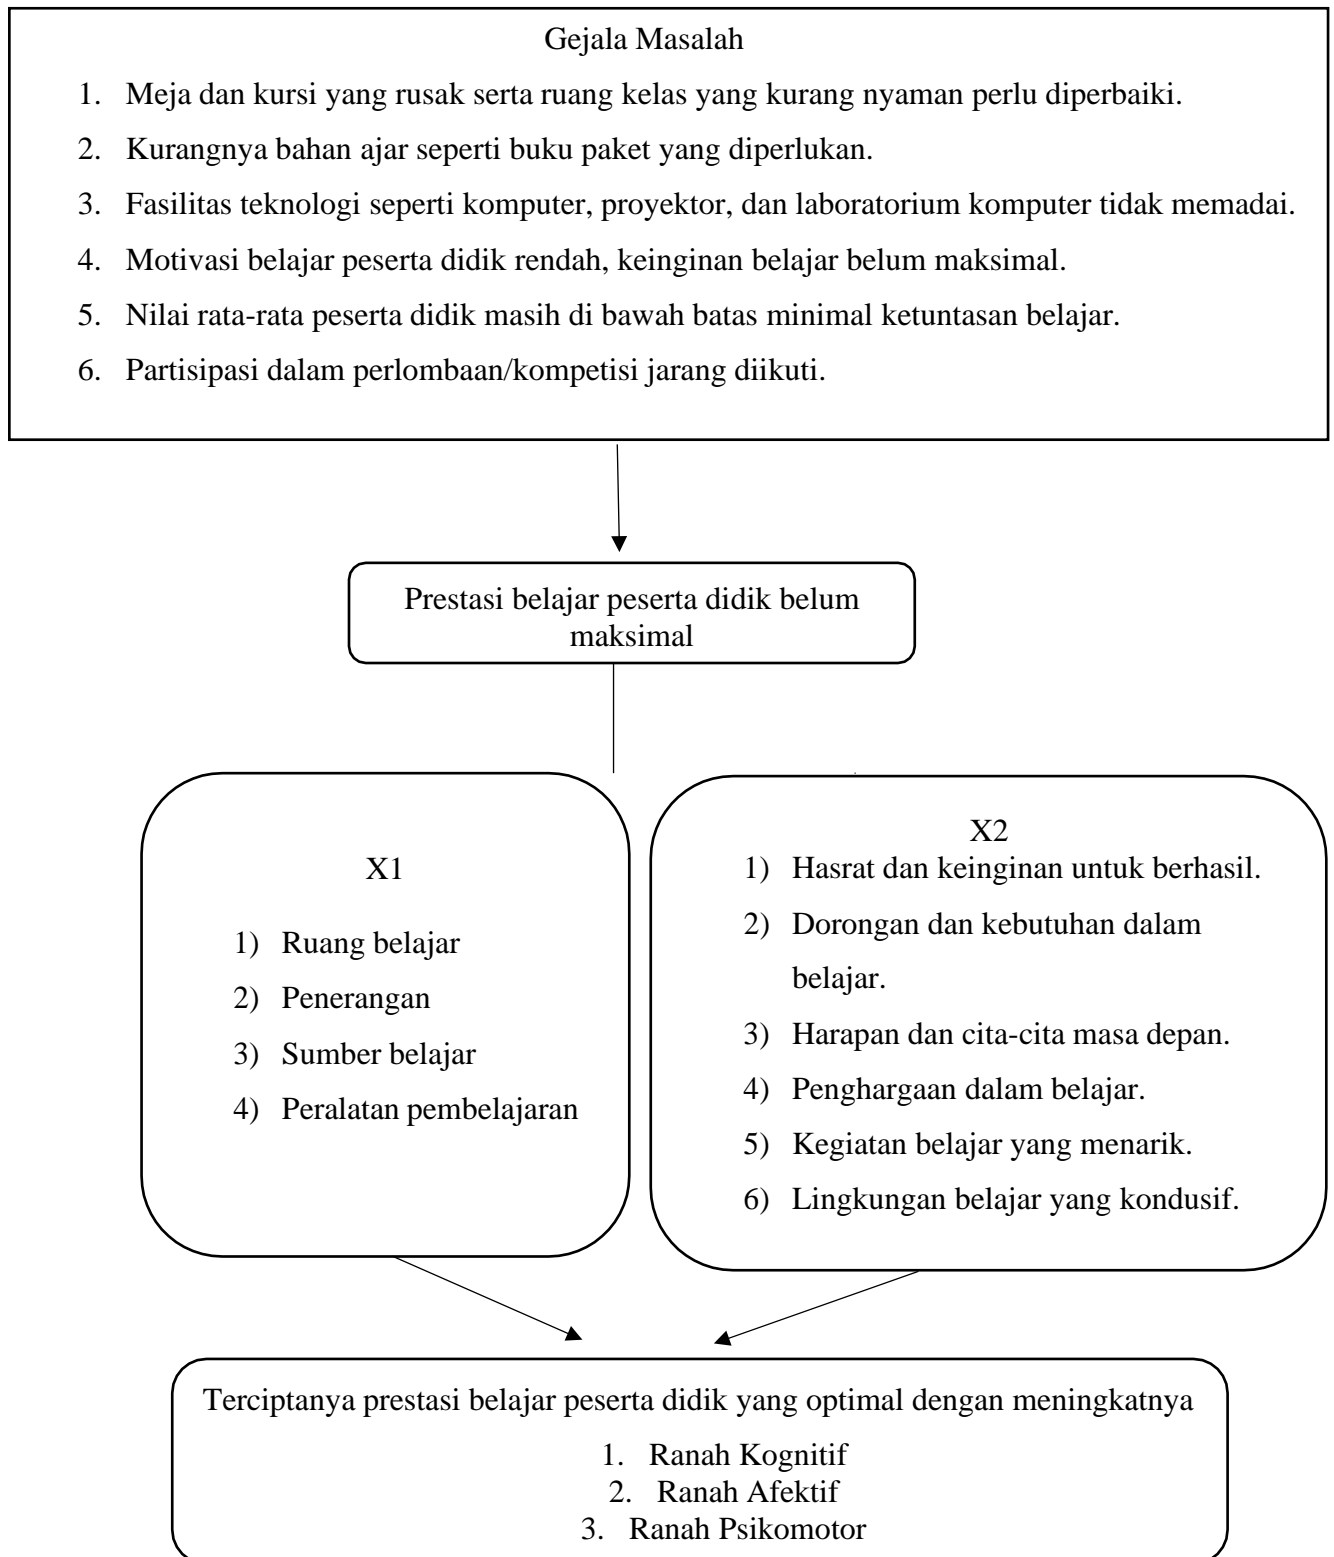 Gejala Masalah
1. Meja dan kursi yang rusak serta ruang kelas yang kurang nyaman perlu diperbaiki.
2. Kurangnya bahan ajar seperti buku paket yang diperlukan.
3. Fasilitas teknologi seperti komputer, proyektor, dan laboratorium komputer tidak memadai.
4. Motivasi belajar peserta didik rendah, keinginan belajar belum maksimal.
5. Nilai rata-rata peserta didik masih di bawah batas minimal ketuntasan belajar.
6. Partisipasi dalam perlombaan/kompetisi jarang diikuti.
Prestasi belajar peserta didik belum
maksimal
X1
1) Ruang belajar
2) Penerangan
3) Sumber belajar
4) Peralatan pembelajaran
X2
1) Hasrat dan keinginan untuk berhasil.
2) Dorongan dan kebutuhan dalam
belajar.
3) Harapan dan cita-cita masa depan.
4) Penghargaan dalam belajar.
5) Kegiatan belajar yang menarik.
6) Lingkungan belajar yang kondusif.
Terciptanya prestasi belajar peserta didik yang optimal dengan meningkatnya
1. Ranah Kognitif
2. Ranah Afektif
3. Ranah Psikomotor